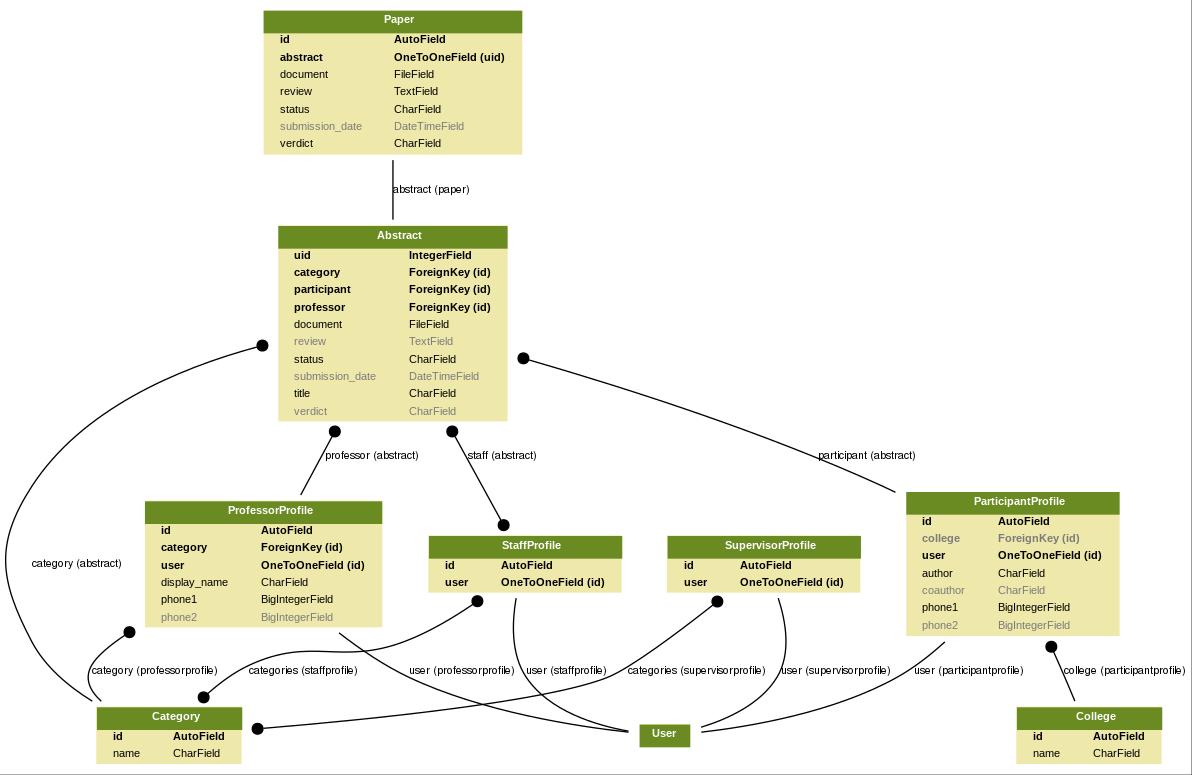 Paper
id AutoField
abstract OneToOneField (uid)
document FileField
review TextField
status CharField
submission_date DateTimeField
verdict CharField
abstract (paper)
Abstract
uid IntegerField
category ForeignKey (id)
participant ForeignKey (id)
professor ForeignKey (id)
document FileField
review TextField
status CharField
submission_date DateTimeField
title CharField
verdict CharField
professor (abstract) staff (abstract) participant (abstract)
category (abstract)
ProfessorProfile
id AutoField
category ForeignKey (id)
user OneToOneField (id)
display_name CharField
phone1 BigIntegerField
phone2 BigIntegerField
StaffProfile
id AutoField
user OneToOneField (id)
SupervisorProfile
id AutoField
user OneToOneField (id)
ParticipantProfile
id AutoField
college ForeignKey (id)
user OneToOneField (id)
author CharField
coauthor CharField
phone1 BigIntegerField
phone2 BigIntegerField
category (professorprofile) categories (staffprofile) user (professorprofile) user (staffprofile) categories (supervisorprofile) user (supervisorprofile) user (participantprofile) college (participantprofile)
Category
id AutoField
name CharField
User
College
id AutoField
name CharField